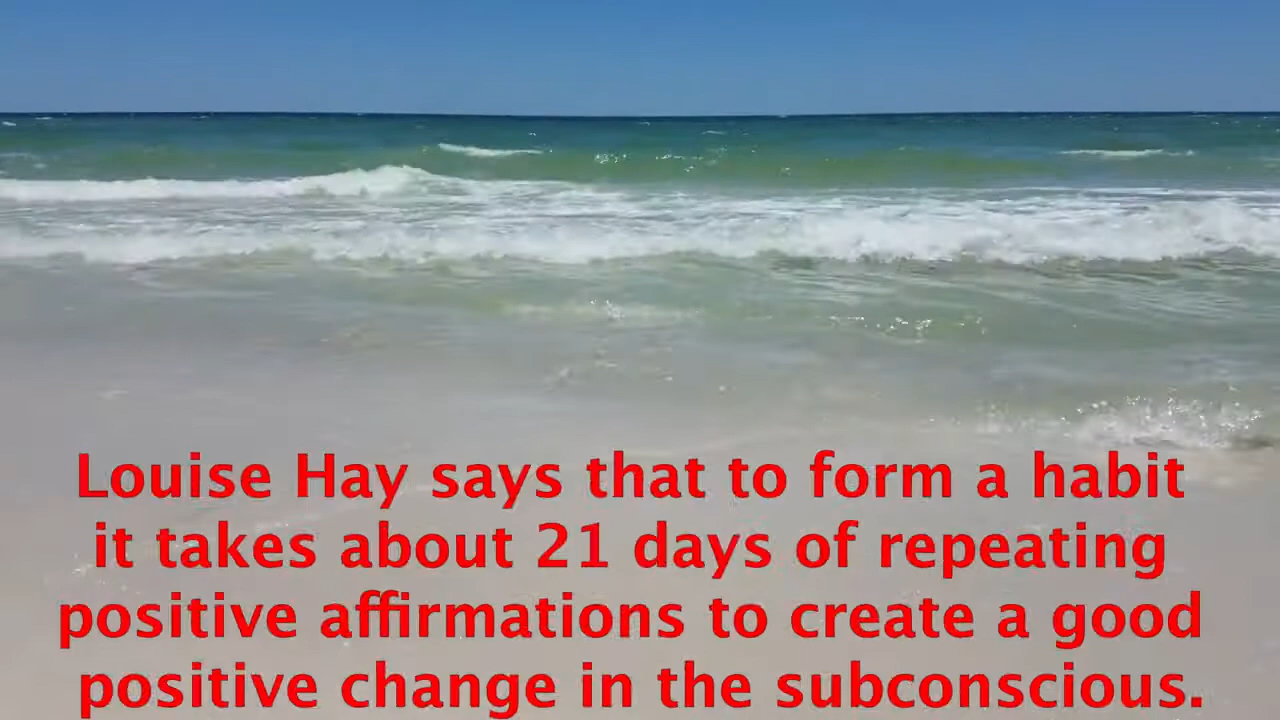 Louise Hay says that to form a habit
it takes about 21 days of repeating
positive affirmations to create a good
positive change in the subconscious.